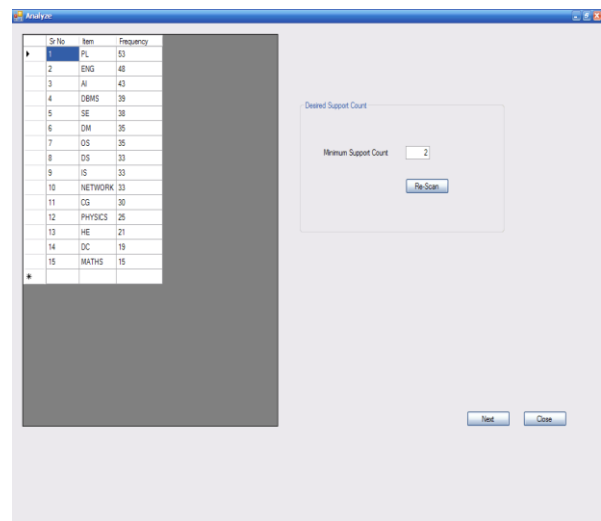 Analyze
Sr No Item Frequency
1 PL 53
2 ENG 48
3 AI 43
4 DBMS 39
5 SE 38
6 DM 35
7 OS 35
8 DS 33
9 IS 33
10 NETWORK 33
11 CG 30
12 PHYSICS 25
13 HE 21
14 DC 19
15 MATHS 15
Desired Support Count
Minimum Support Count 2
Re-Scan
Next Close